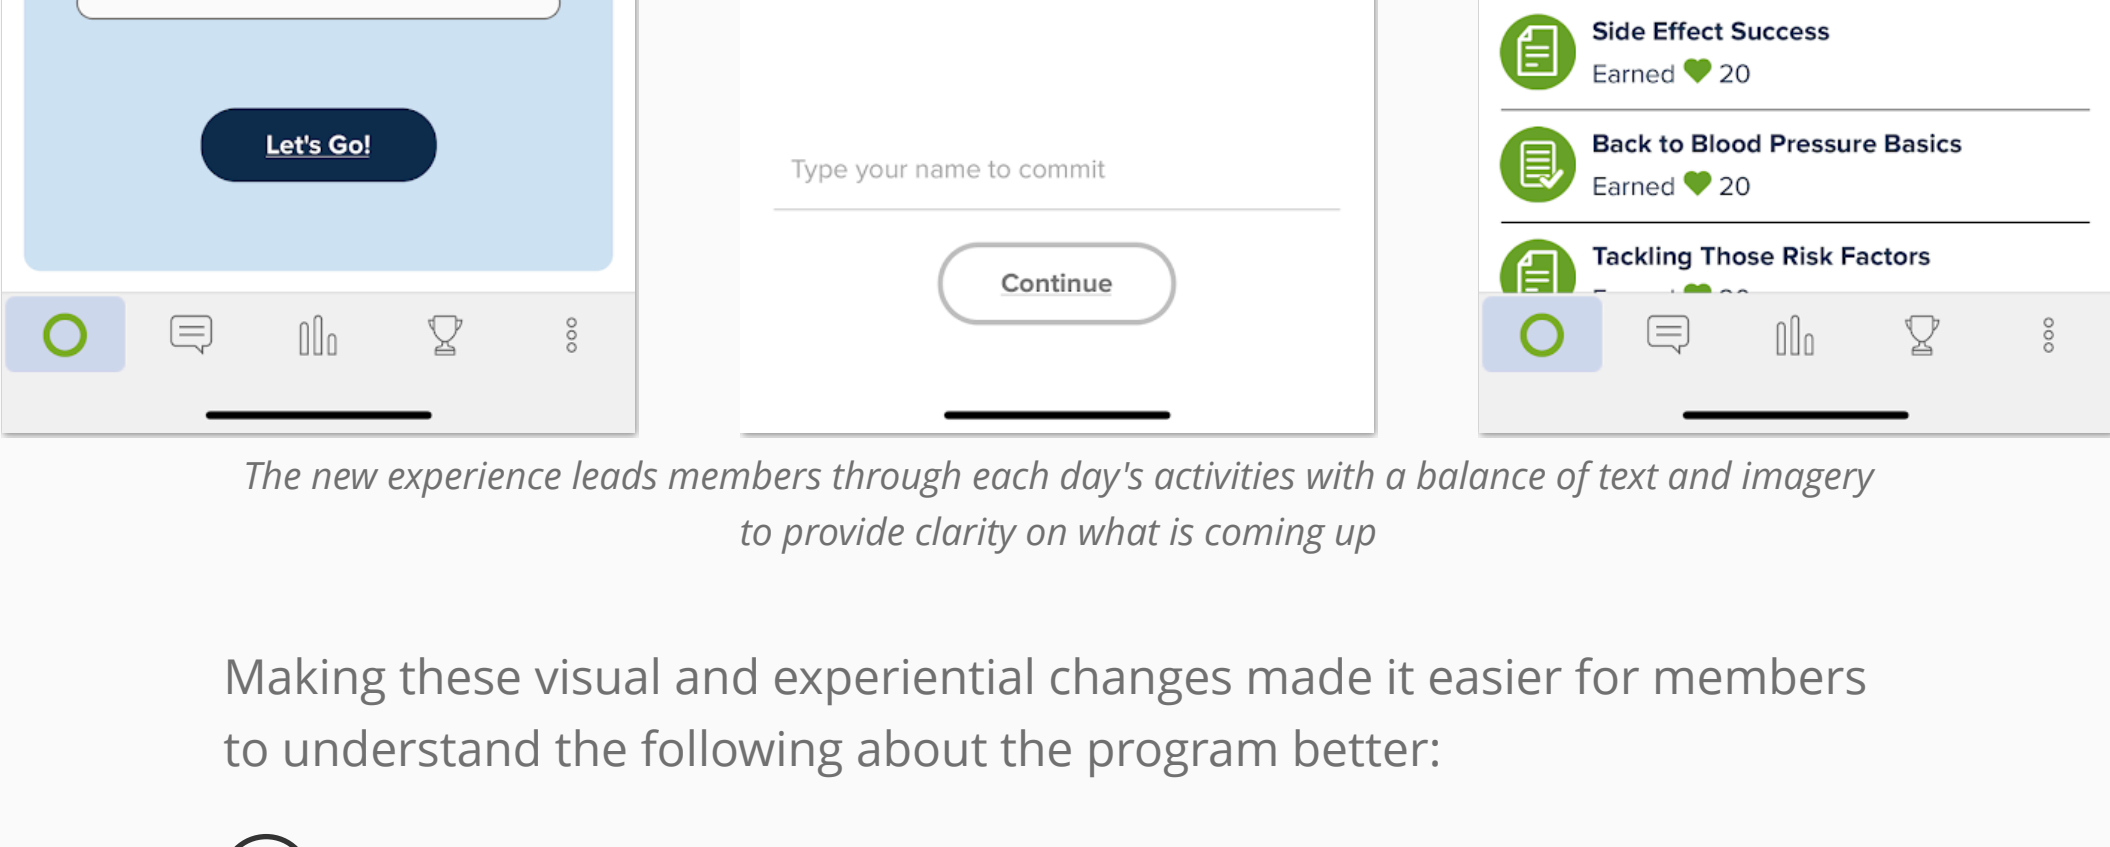 Let's Go!
Type your name to commit
Continue
Side Effect Success
Earned 20
Back to Blood Pressure Basics
Earned 20
Tackling Those Risk Factors
The new experience leads members through each day's activities with a balance of text and imagery
to provide clarity on what is coming up
Making these visual and experiential changes made it easier for members
to understand the following about the program better: